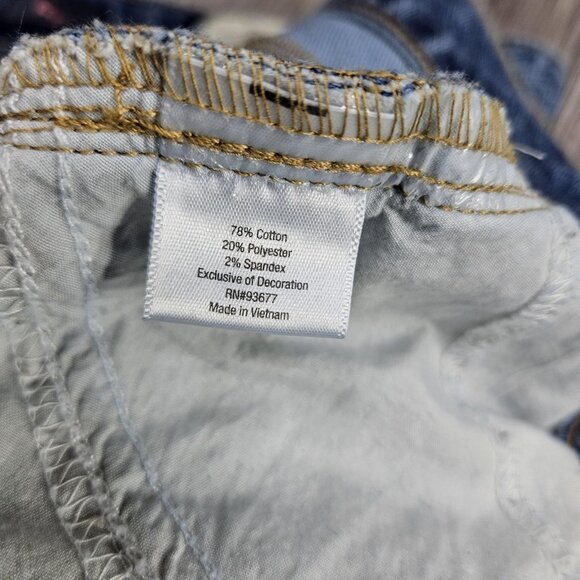 78% Cotton
20% Polyester
2% Spandex
Exclusive of Decoration
RN#93677
Made in Vietnam